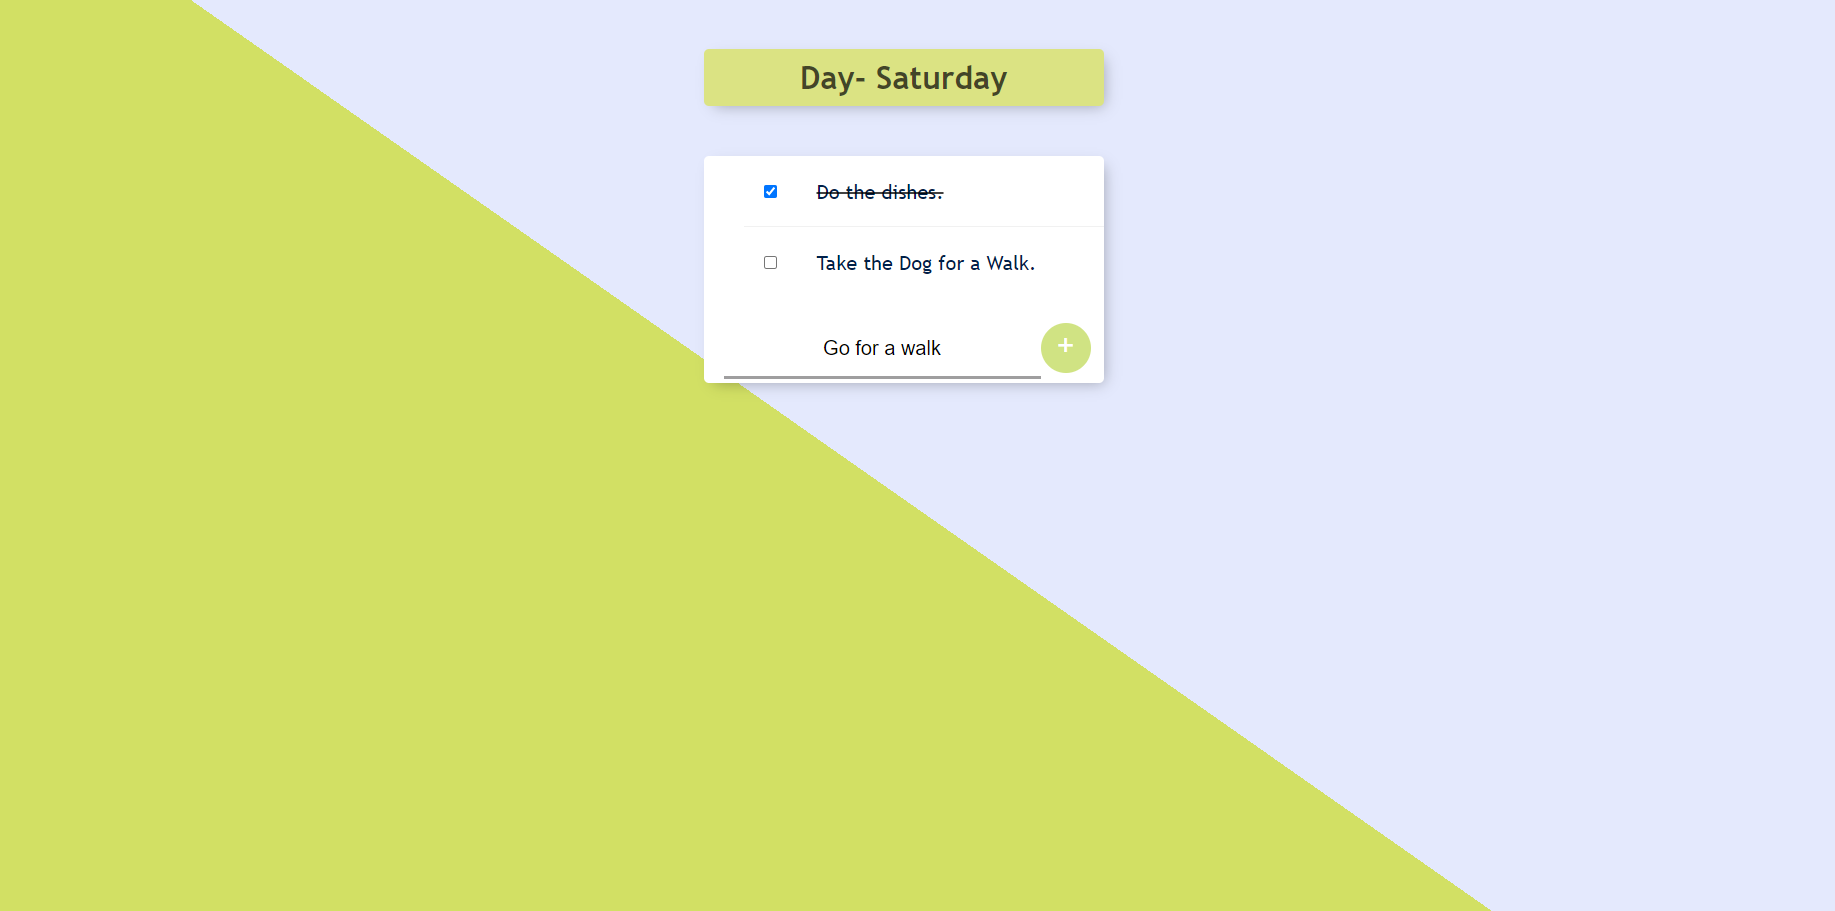 Day- Saturday
Do the dishes.
Take the Dog for a Walk.
Go for a walk
+